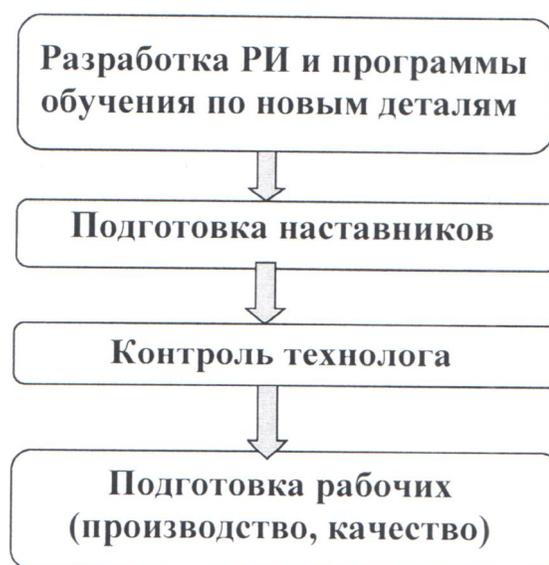 Разработка РИ и программы
обучения по новым деталям
Подготовка наставников
Контроль технолога
Подготовка рабочих
(производство, качество)